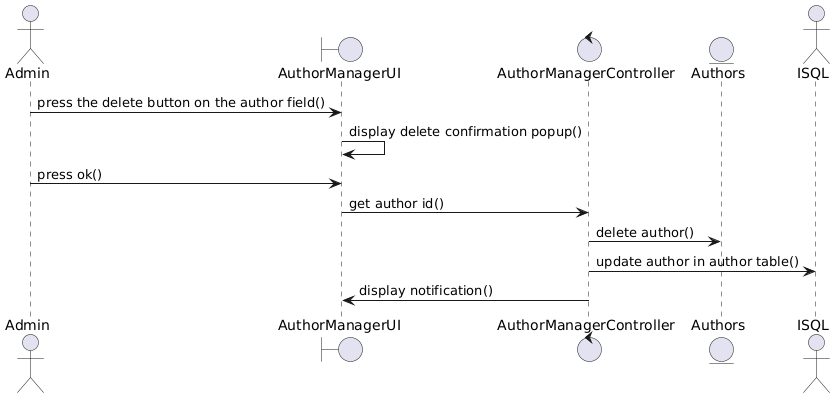 Admin
AuthorManagerUI
AuthorManagerController
Authors
ISQL
press the delete button on the author field()
display delete confirmation popup()
press ok()
get author id()
delete author()
update author in author table()
display notification()
Admin
AuthorManagerUI
AuthorManagerController
Authors
ISQL